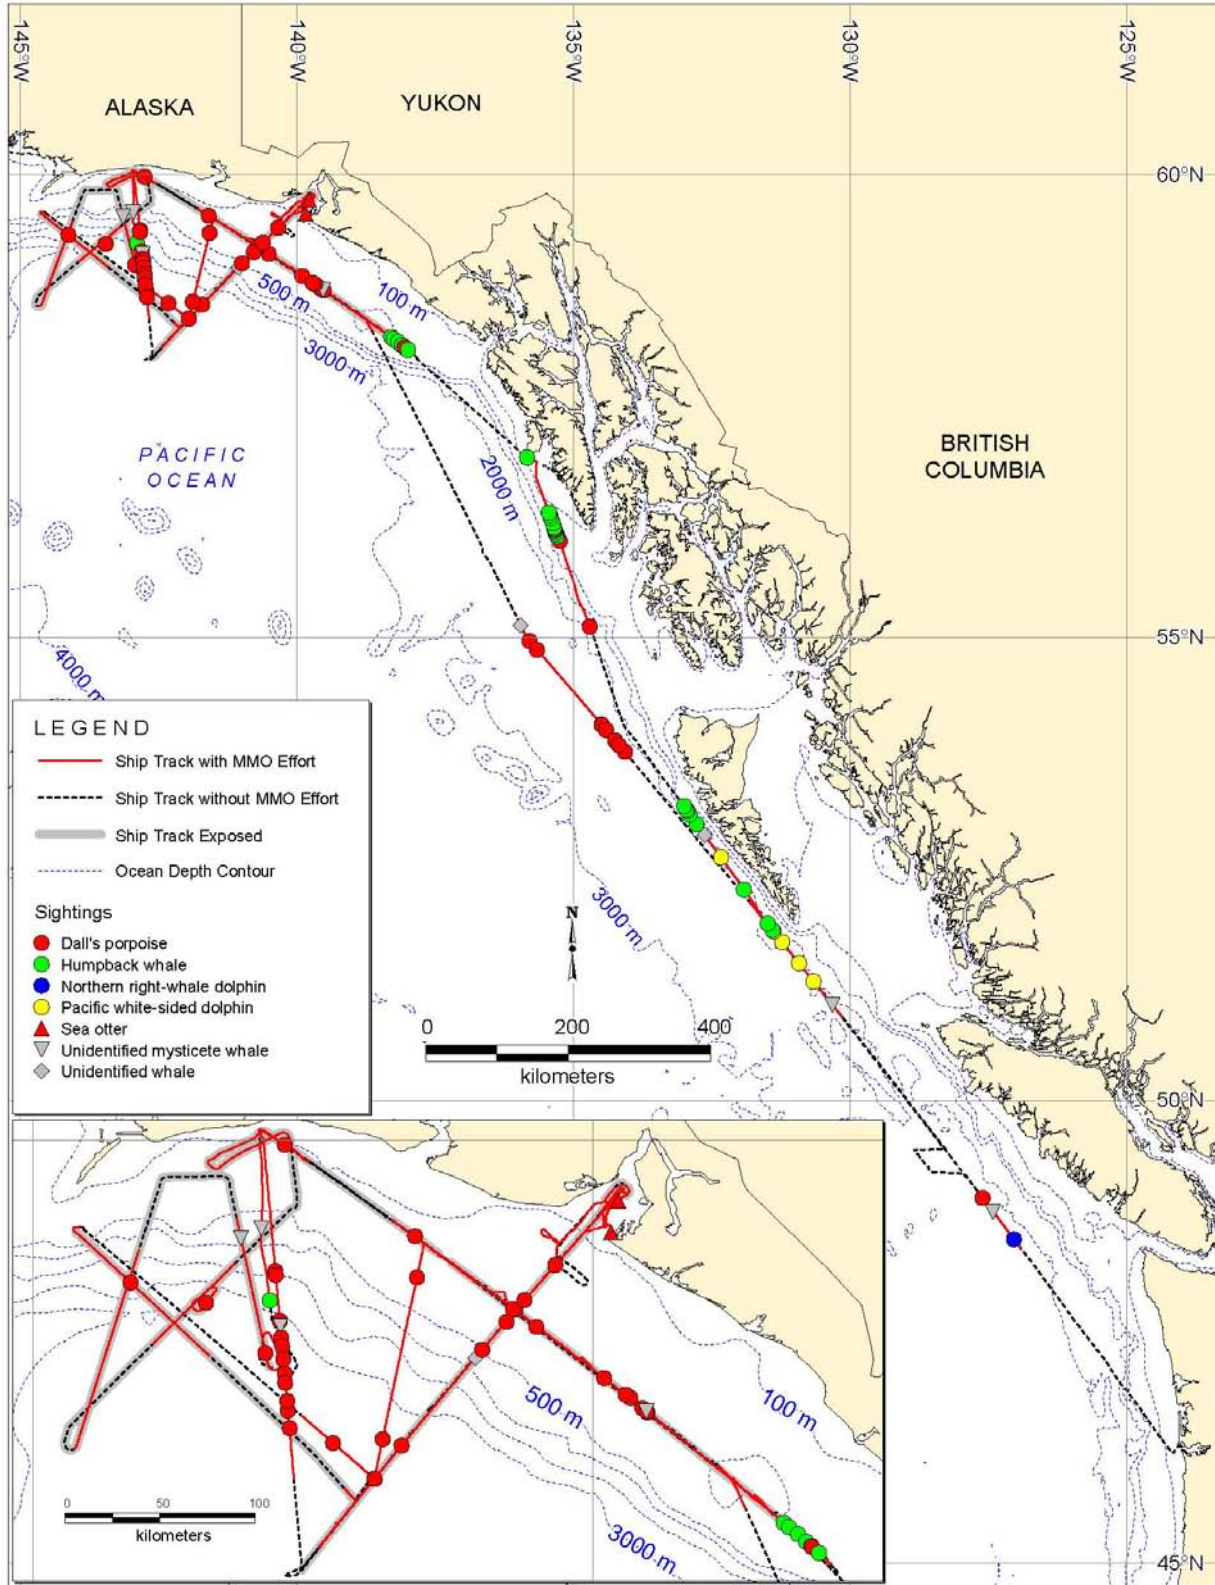 145°W
140°W
135°W
130°W
125°W
ALASKA
YUKON
60°N
500 m
100 m
3000 m
PACIFIC
OCEAN
2000 m
BRITISH
COLUMBIA
55°N
4000 m
LEGEND
Ship Track with MMO Effort
Ship Track without MMO Effort
Ship Track Exposed
Ocean Depth Contour
Sightings
Dall's porpoise
Humpback whale
Northern right-whale dolphin
Pacific white-sided dolphin
Sea otter
Unidentified mysticete whale
Unidentified whale
3000 m
N
0 200 400
kilometers
50°N
500 m
100 m
0 50 100
kilometers
3000 m
45°N